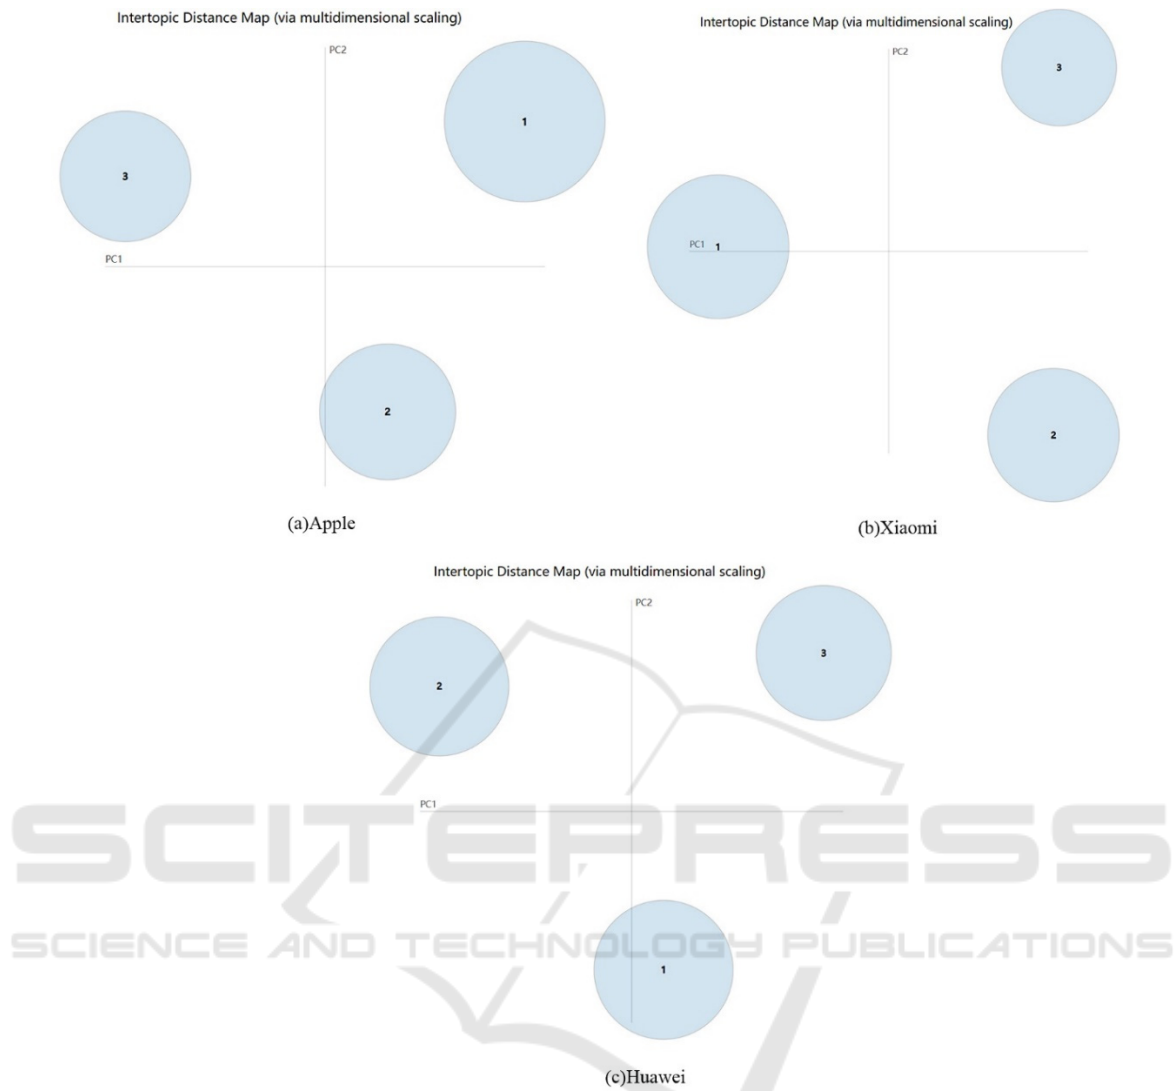 Intertopic Distance Map (via multidimensional scaling)
PC2
1
3
PC1
2
(a)Apple
Intertopic Distance Map (via multidimensional scaling)
PC2
3
PC1 1
2
(b)Xiaomi
Intertopic Distance Map (via multidimensional scaling)
PC2
3
2
PC1
1
(c)Huawei
SCITEPRESS
SCIENCE AND TECHNOLOGY PUBLICATIONS